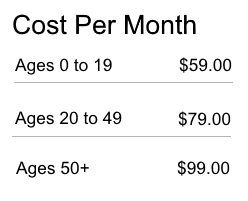 Cost Per Month
Ages 0 to 19 $59.00
Ages 20 to 49 $79.00
Ages 50+ $99.00